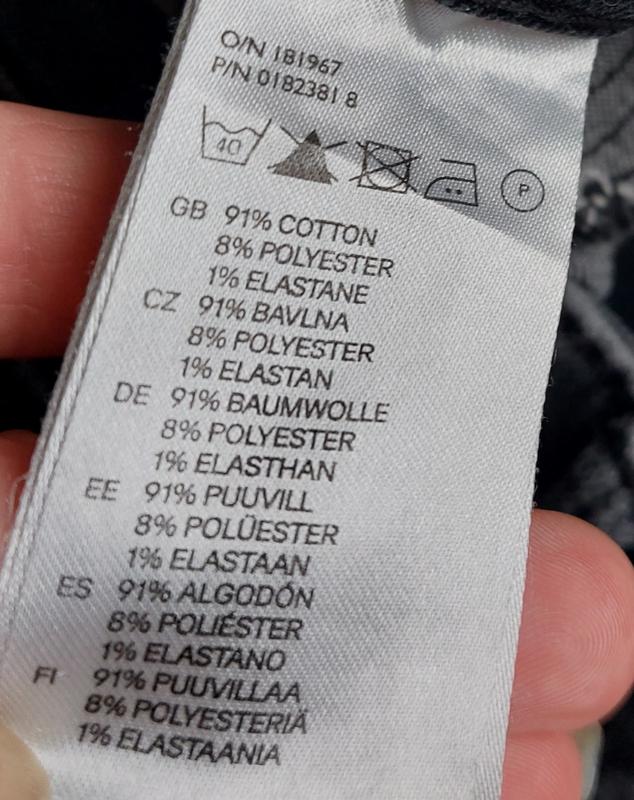 O/N 181967
P/N 01823818
40 P
GB 91% COTTON
8% POLYESTER
1% ELASTANE
CZ 91% BAVLNA
8% POLYESTER
1% ELASTAN
DE 91% BAUMWOLLE
8% POLYESTER
1% ELASTHAN
EE 91% PUUVILL
8% POLÜESTER
1% ELASTAAN
ES 91% ALGODÓN
8% POLIÉSTER
1% ELASTANO
FI 91% PUUVILLAA
8% POLYESTERIÄ
1% ELASTAANIA